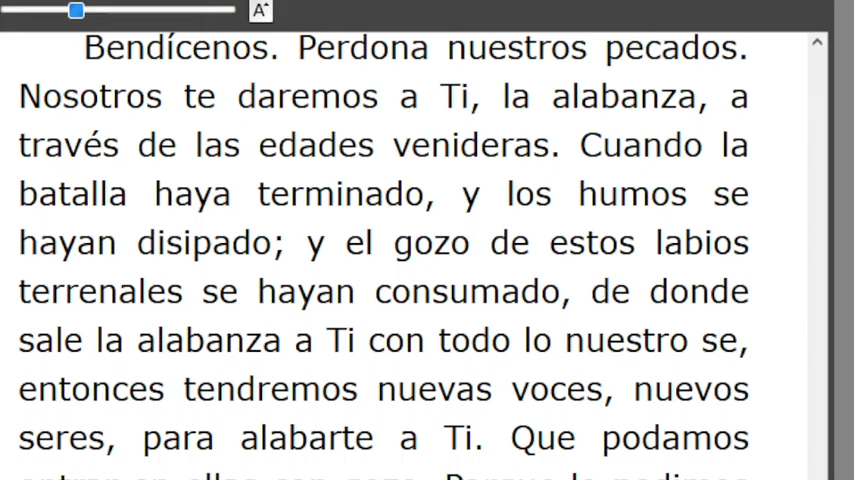 A
Bendícenos. Perdona nuestros pecados.
Nosotros te daremos a Ti, la alabanza, a
través de las edades venideras. Cuando la
batalla haya terminado, y los humos se
hayan disipado; y el gozo de estos labios
terrenales se hayan consumado, de donde
sale la alabanza a Ti con todo lo nuestro se,
entonces tendremos nuevas voces, nuevos
seres, para alabarte a Ti. Que podamos